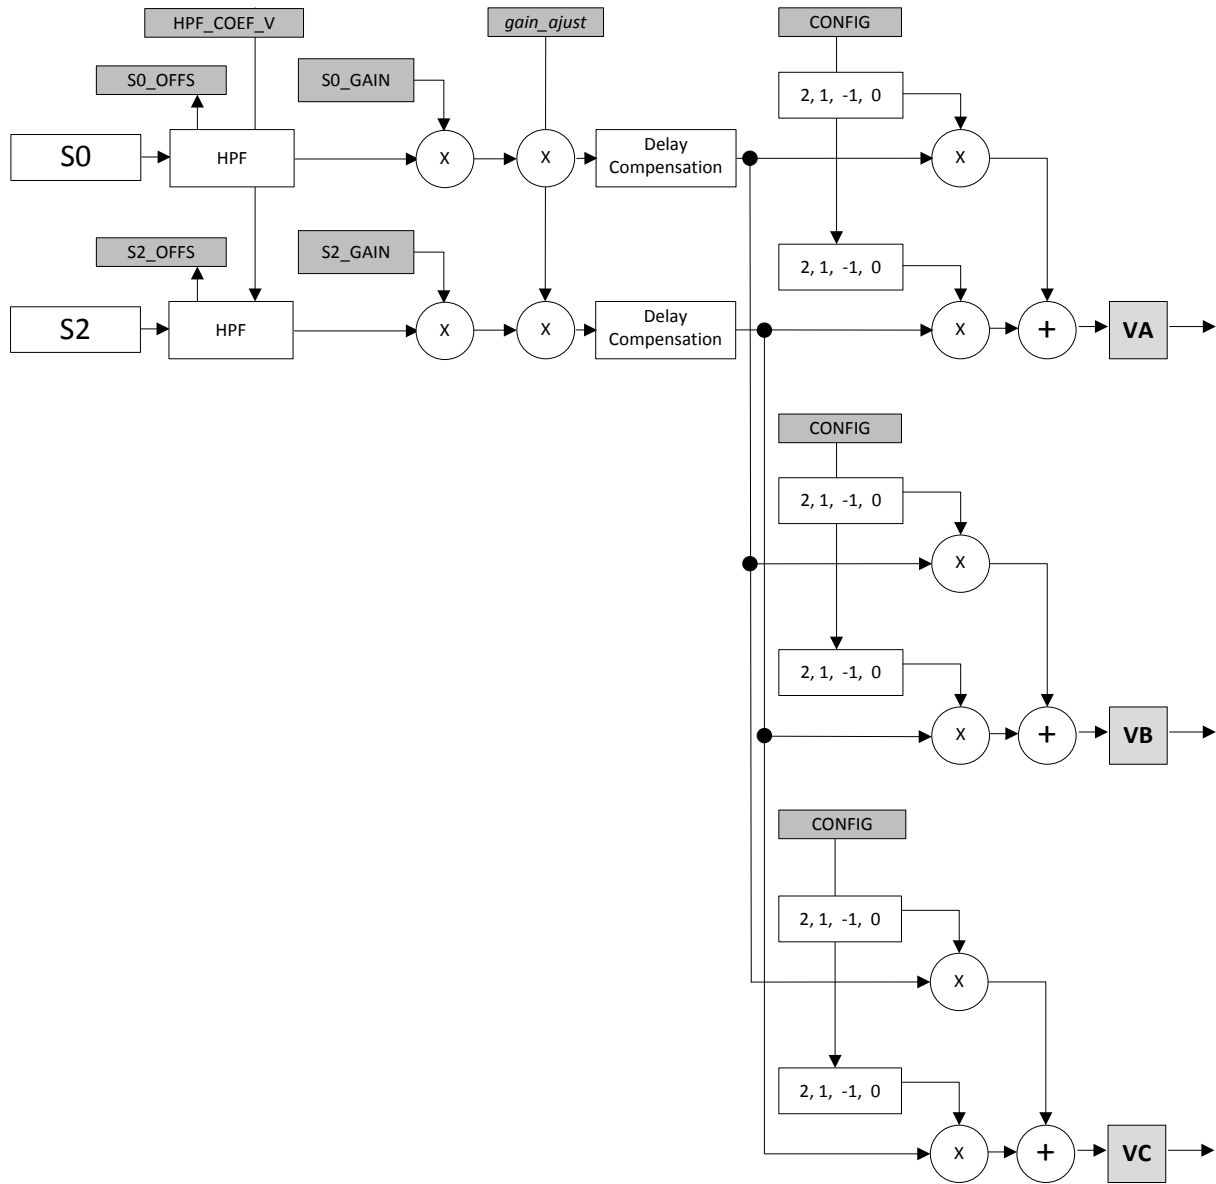 HPF_COEF_V
gain_ajust
CONFIG
S0_OFFS
S0_GAIN
2, 1, -1, 0
S0
HPF
X
X
Delay
Compensation
X
S2_OFFS
S2_GAIN
2, 1, -1, 0
S2
HPF
X
X
Delay
Compensation
X
+
VA
CONFIG
2, 1, -1, 0
X
2, 1, -1, 0
X
+
VB
CONFIG
2, 1, -1, 0
X
2, 1, -1, 0
X
+
VC